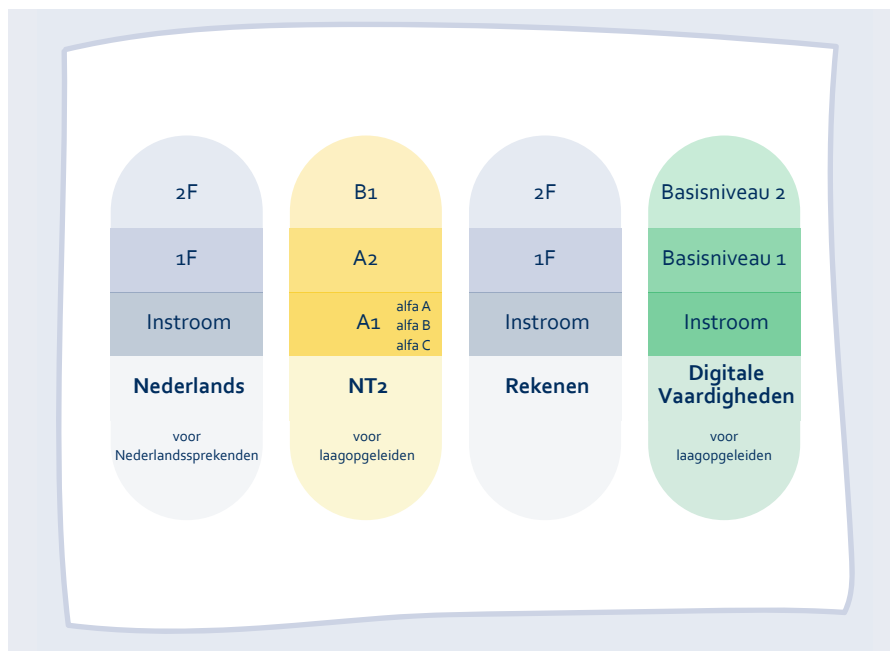 2F
1F
Instroom
Nederlands
voor
Nederlandssprekenden
B1
A2
A1
alfa A
alfa B
alfa C
NT2
voor
laagopgeleiden
2F
1F
Instroom
Rekenen
Basisniveau 2
Basisniveau 1
Instroom
Digitale
Vaardigheden
voor
laagopgeleiden